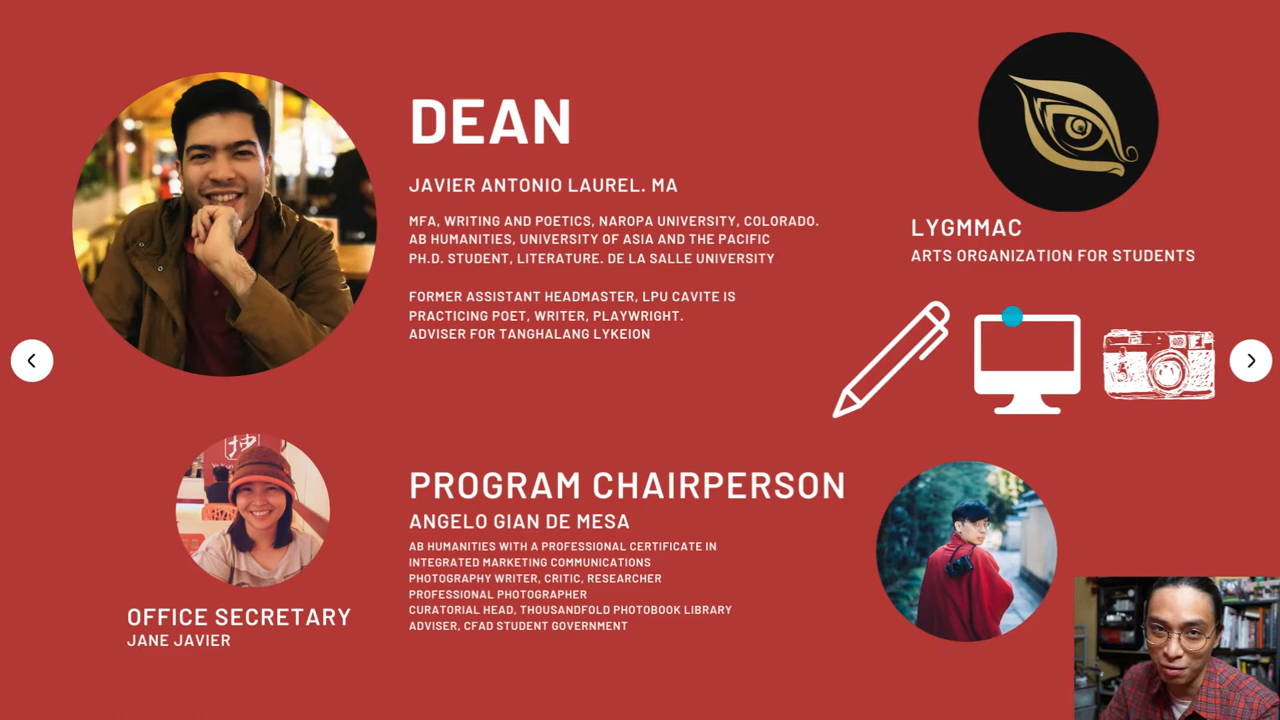 DEAN
JAVIER ANTONIO LAUREL. MA
MFA, WRITING AND POETICS, NAROPA UNIVERSITY, COLORADO.
AB HUMANITIES, UNIVERSITY OF ASIA AND THE PACIFIC
PH.D. STUDENT, LITERATURE. DE LA SALLE UNIVERSITY
FORMER ASSISTANT HEADMASTER, LPU CAVITE IS
PRACTICING POET, WRITER, PLAYWRIGHT.
ADVISER FOR TANGHALANG LYKEION
LYGMMAC
ARTS ORGANIZATION FOR STUDENTS
OFFICE SECRETARY
JANE JAVIER
PROGRAM CHAIRPERSON
ANGELO GIAN DE MESA
AB HUMANITIES WITH A PROFESSIONAL CERTIFICATE IN
INTEGRATED MARKETING COMMUNICATIONS
PHOTOGRAPHY WRITER, CRITIC, RESEARCHER
PROFESSIONAL PHOTOGRAPHER
CURATORIAL HEAD, THOUSANDFOLD PHOTOBOOK LIBRARY
ADVISER, CFAD STUDENT GOVERNMENT